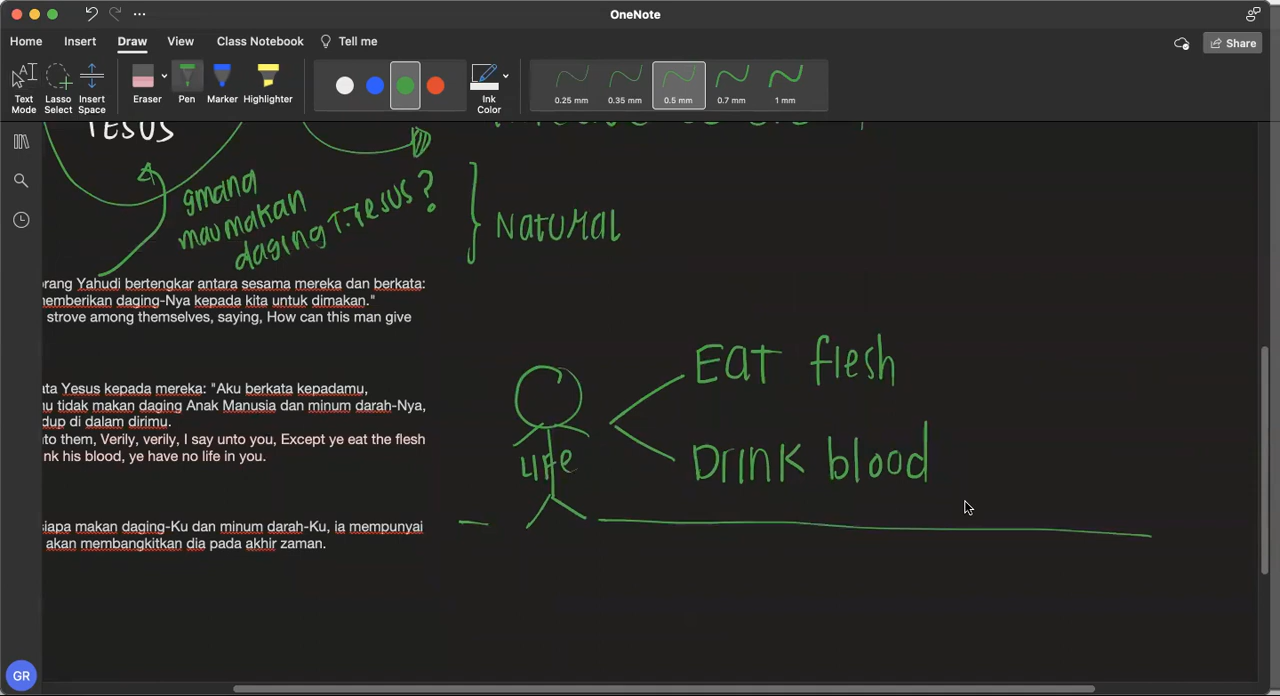 OneNote
Home Insert Draw View Class Notebook Tell me
Share
Text Mode
Lasso Select
Insert Space
Eraser
Pen
Marker
Highlighter
Ink Color
0.25 mm
0.35 mm
0.5 mm
0.7 mm
1 mm
YESUS
gmana
mau makan
daging T.YESUS?
NATURAL
orang Yahudi bertengkar antara sesama mereka dan berkata:
memberikan daging-Nya kepada kita untuk dimakan."
strove among themselves, saying, How can this man give
Eat flesh
ata Yesus kepada mereka: "Aku berkata kepadamu,
tidak makan daging Anak Manusia dan minum darah-Nya,
dup di dalam dirimu.
to them, Verily, verily, I say unto you, Except ye eat the flesh
nk his blood, ye have no life in you.
LIFE
DRINK blood
siapa makan daging-Ku dan minum darah-Ku, ia mempunyai
akan membangkitkan dia pada akhir zaman.
GR